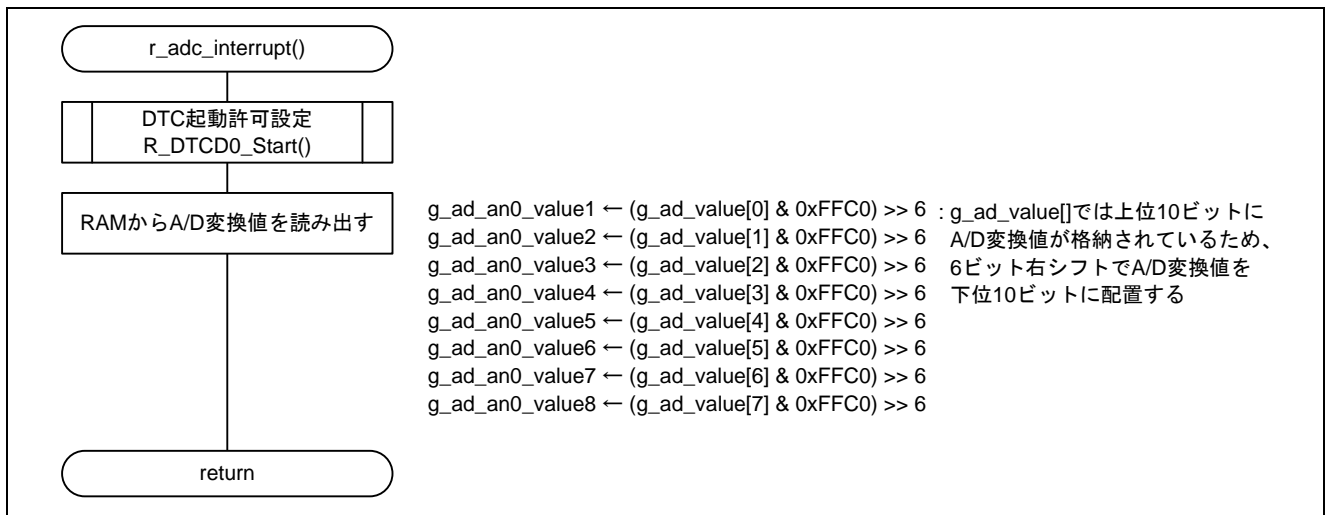 r_adc_interrupt()
DTC起動許可設定
R_DTCD0_Start()
RAMからA/D変換値を読み出す
g_ad_an0_value1 ← (g_ad_value[0] & 0xFFC0) >> 6 : g_ad_value[]では上位10ビットに
g_ad_an0_value2 ← (g_ad_value[1] & 0xFFC0) >> 6 A/D変換値が格納されているため、
g_ad_an0_value3 ← (g_ad_value[2] & 0xFFC0) >> 6 6ビット右シフトでA/D変換値を
g_ad_an0_value4 ← (g_ad_value[3] & 0xFFC0) >> 6 下位10ビットに配置する
g_ad_an0_value5 ← (g_ad_value[4] & 0xFFC0) >> 6
g_ad_an0_value6 ← (g_ad_value[5] & 0xFFC0) >> 6
g_ad_an0_value7 ← (g_ad_value[6] & 0xFFC0) >> 6
g_ad_an0_value8 ← (g_ad_value[7] & 0xFFC0) >> 6
return